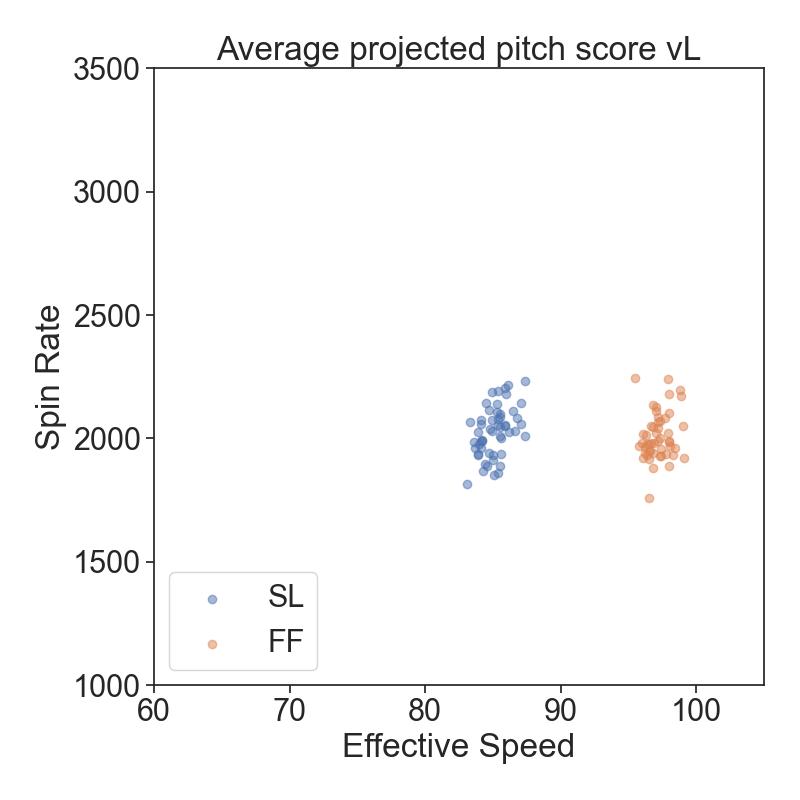 Average projected pitch score vL
3500
3000
2500
2000
1500
1000
Spin Rate
SL
FF
60 70 80 90 100
Effective Speed